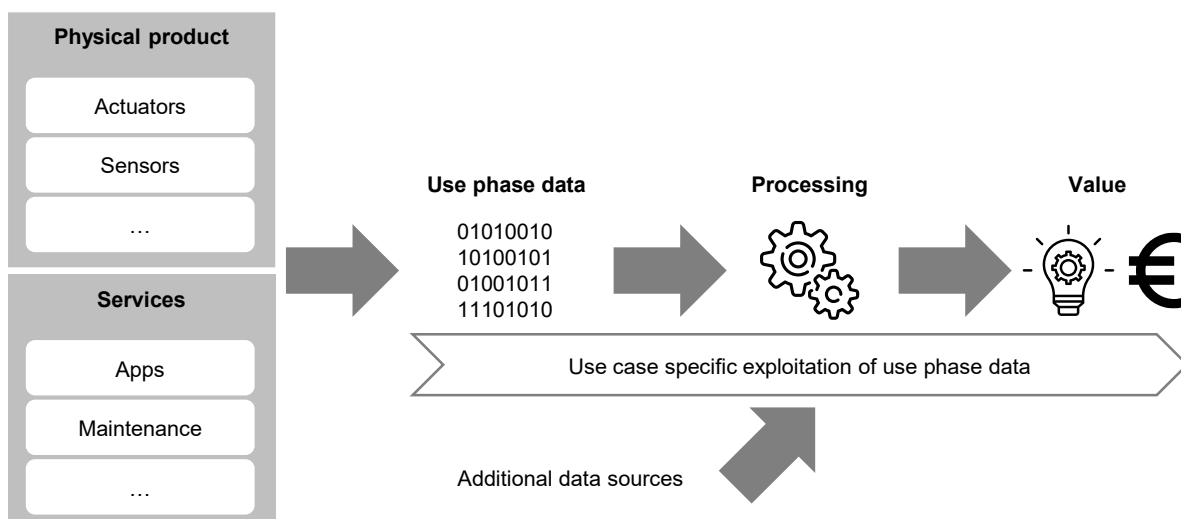 Physical product
Actuators
Sensors
…
Services
Apps
Maintenance
…
Use phase data
01010010
10100101
01001011
11101010
Processing
Value
€
Use case specific exploitation of use phase data
Additional data sources